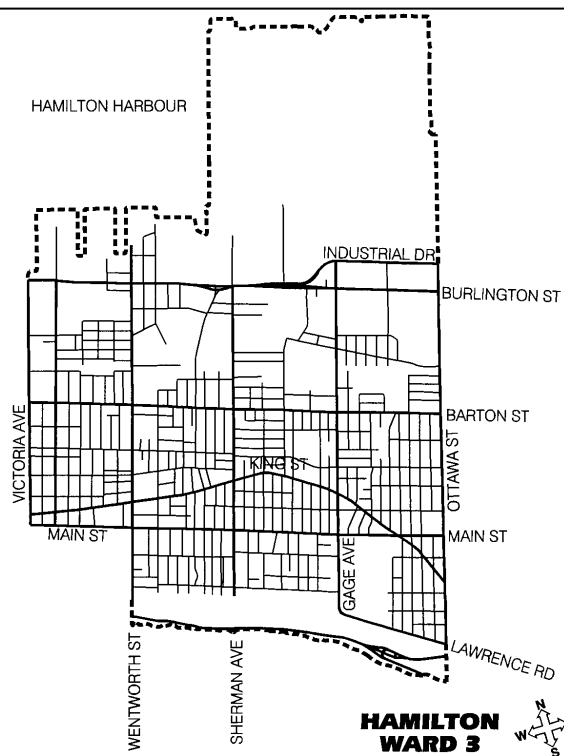 HAMILTON HARBOUR
INDUSTRIAL DR
BURLINGTON ST
BARTON ST
VICTORIA AVE
OTTAWA ST
KING ST
MAIN ST
MAIN ST
GAGE AVE
LAWRENCE RD
WENTWORTH ST
SHERMAN AVE
HAMILTON
WARD 3
N
W
E
S